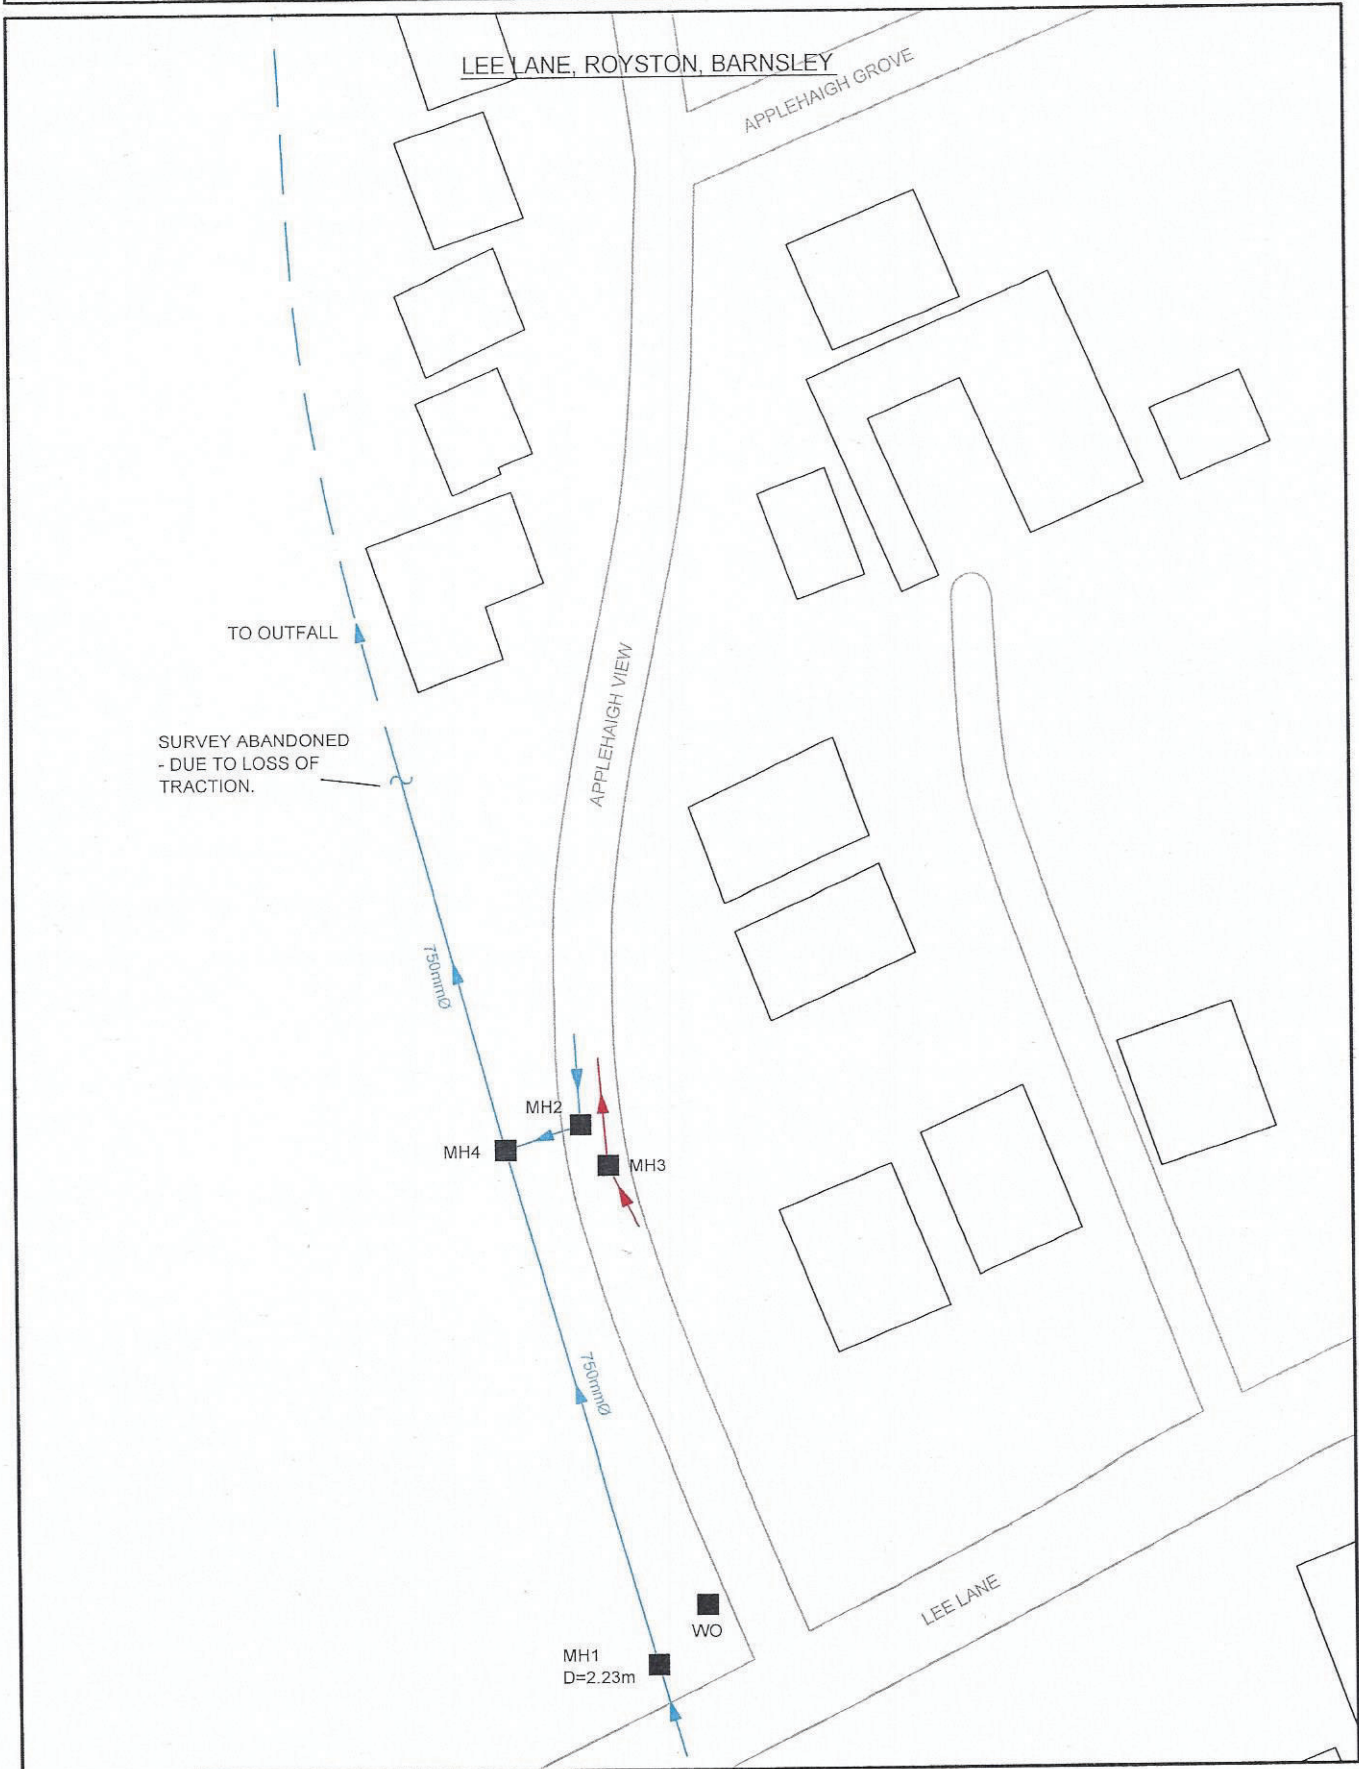 LEE LANE, ROYSTON, BARNSLEY
APPLEHAIGH GROVE
TO OUTFALL
SURVEY ABANDONED
- DUE TO LOSS OF
TRACTION.
APPLEHAIGH VIEW
750mmØ
MH2
MH4
MH3
750mmØ
LEE LANE
WO
MH1
D=2.23m